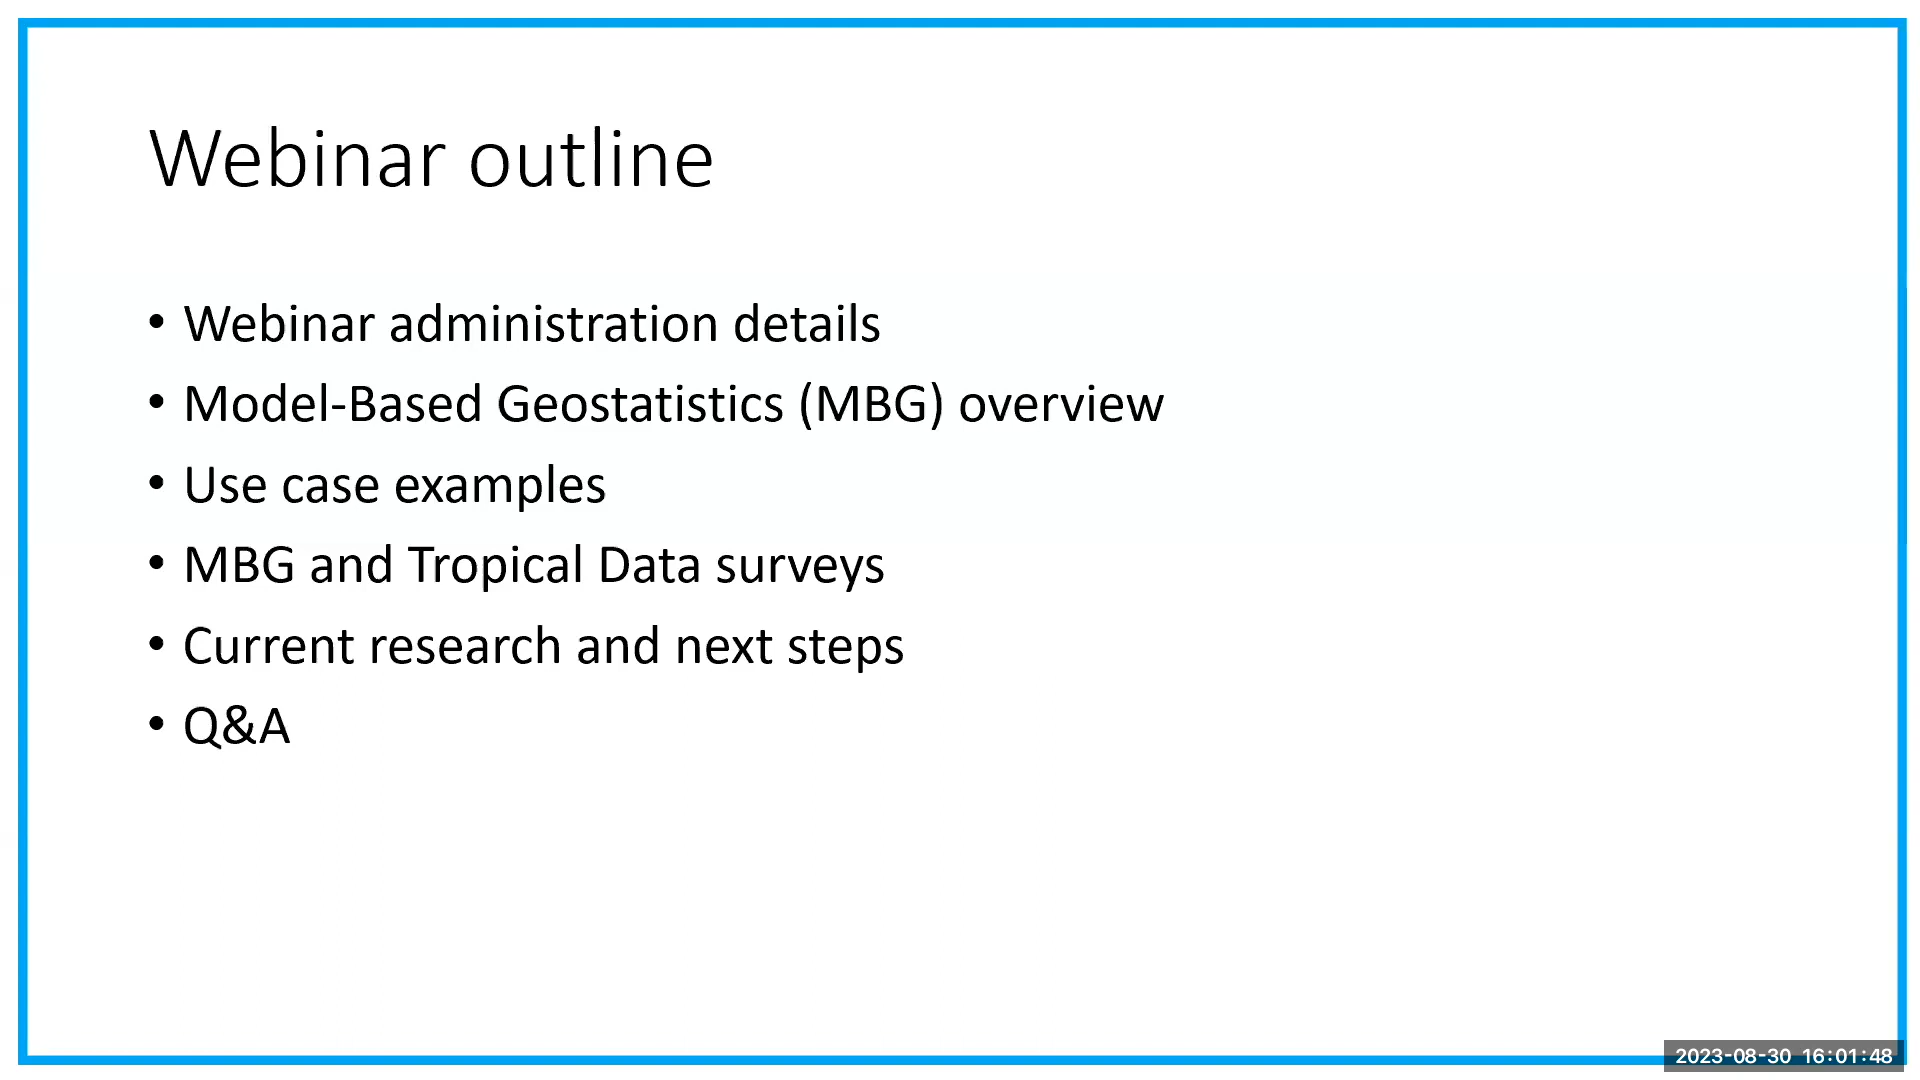 Webinar outline
• Webinar administration details
• Model-Based Geostatistics (MBG) overview
• Use case examples
• MBG and Tropical Data surveys
• Current research and next steps
• Q&A
2023-08-30 16:01:48